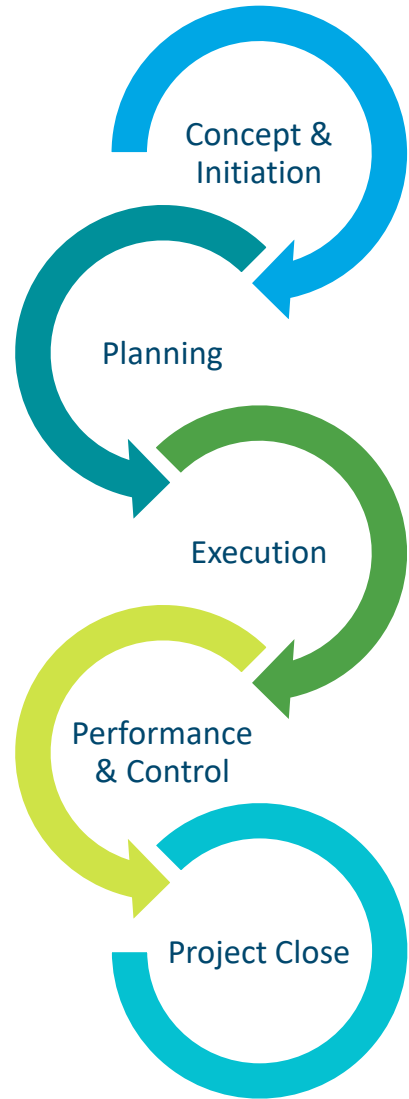 Concept &
Initiation
Planning
Execution
Performance
& Control
Project Close